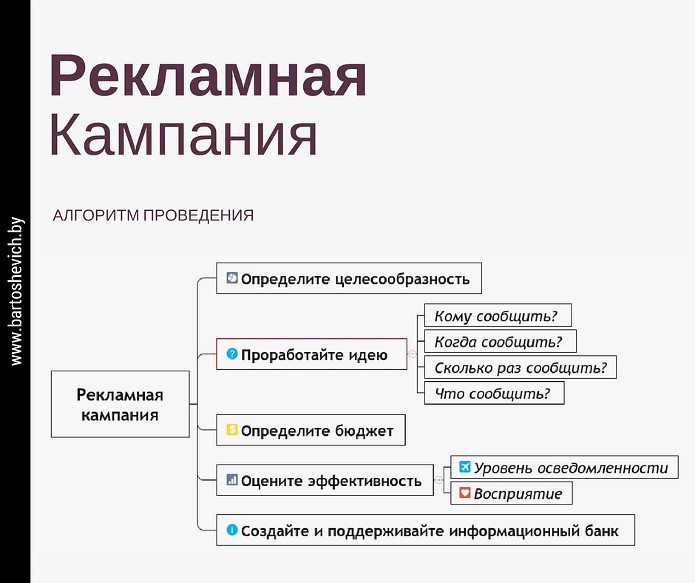 Рекламная
Кампания
АЛГОРИТМ ПРОВЕДЕНИЯ
www.bartoshevich.by
Рекламная
кампания
Определите целесообразность
Проработайте идею
Кому сообщить?
Когда сообщить?
Сколько раз сообщить?
Что сообщить?
Определите бюджет
Оцените эффективность
Уровень осведомленности
Восприятие
Создайте и поддерживайте информационный банк